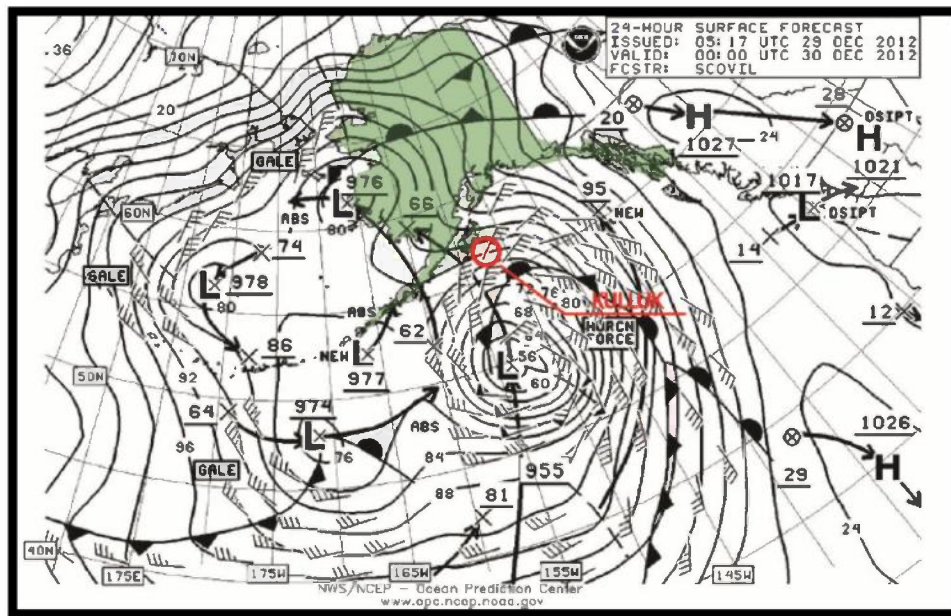 24-HOUR SURFACE FORECAST
ISSUED: 05:17 UTC 29 DEC 2012
VALID: 00:00 UTC 30 DEC 2012
FCSTR: SCOVIL
36
70N
20
28
DSIPT
20
H
H
1027
24
1021
GALE
976
1017
95
L
66
L
60N
ABS
80
NEW
DSIPT
74
14
GALE
L
978
76
80
80
KULLUK
ABS
68
HURCN
FORCE
12
62
86
NEW
L
L
56
977
60
50N
92
64
974
L
ABS
1026
76
96
84
955
H
GALE
88
81
29
24
40N
175E
175W
165W
155W
145W
NWS/NCEP - Ocean Prediction Center
www.opc.ncep.noaa.gov